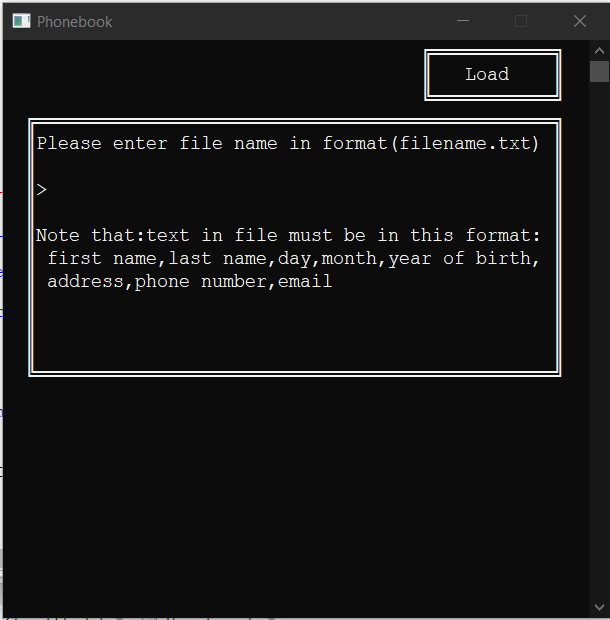 Phonebook
Load
Please enter file name in format(filename.txt)
>
Note that:text in file must be in this format:
first name,last name,day,month,year of birth,
address,phone number,email